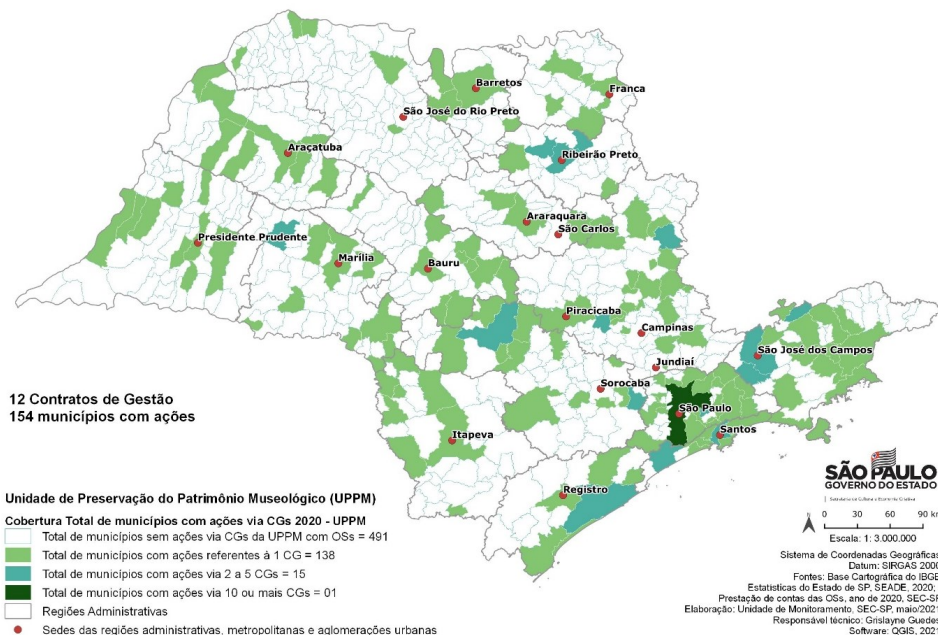 Barretos
Franca
São José do Rio Preto
Araçatuba
Ribeirão Preto
Araraquara
São Carlos
Presidente Prudente
Marília
Bauru
Piracicaba
Campinas
São José dos Campos
Jundiaí
Sorocaba
São Paulo
Santos
Itapeva
Registro
12 Contratos de Gestão
154 municípios com ações
Unidade de Preservação do Patrimônio Museológico (UPPM)
Cobertura Total de municípios com ações via CGs 2020 - UPPM
Total de municípios sem ações via CGs da UPPM com OSs = 491
Total de municípios com ações referentes à 1 CG = 138
Total de municípios com ações via 2 a 5 CGs = 15
Total de municípios com ações via 10 ou mais CGs = 01
Regiões Administrativas
Sedes das regiões administrativas, metropolitanas e aglomerações urbanas
SÃO PAULO
GOVERNO DO ESTADO
Secretaria de Cultura e Economia Criativa
N
0 30 60 90 km
Escala: 1: 3.000.000
Sistema de Coordenadas Geográficas
Datum: SIRGAS 2000
Fontes: Base Cartográfica do IBGE
Estatísticas do Estado de SP, SEADE, 2020;
Prestação de contas das OSs, ano de 2020, SEC-SP
Elaboração: Unidade de Monitoramento, SEC-SP, maio/2021
Responsável técnico: Grislayne Guedes
Software: QGIS, 2021